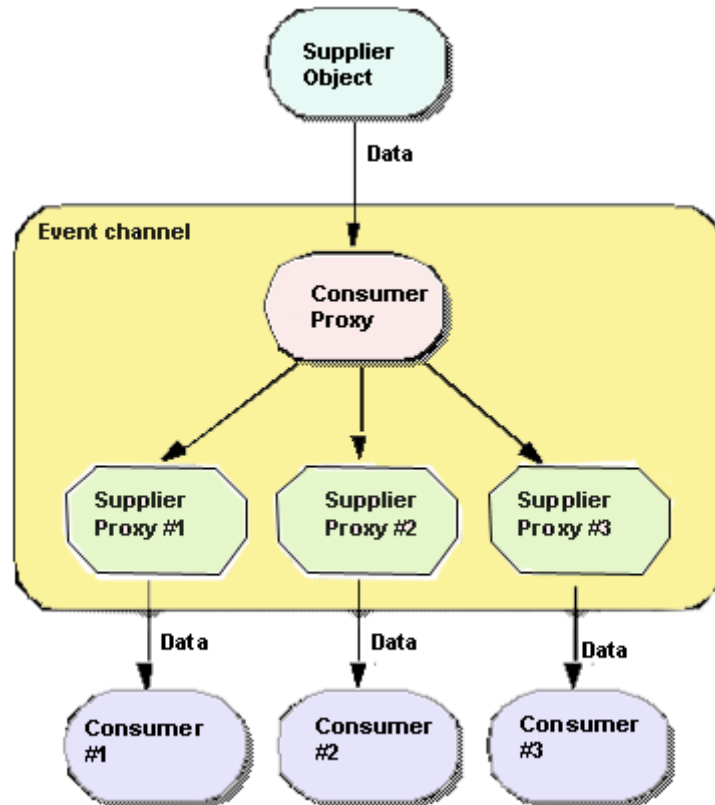 Supplier
Object
Data
Event channel
Consumer
Proxy
Supplier
Proxy #1
Supplier
Proxy #2
Supplier
Proxy #3
Data
Data
Data
Consumer
#1
Consumer
#2
Consumer
#3